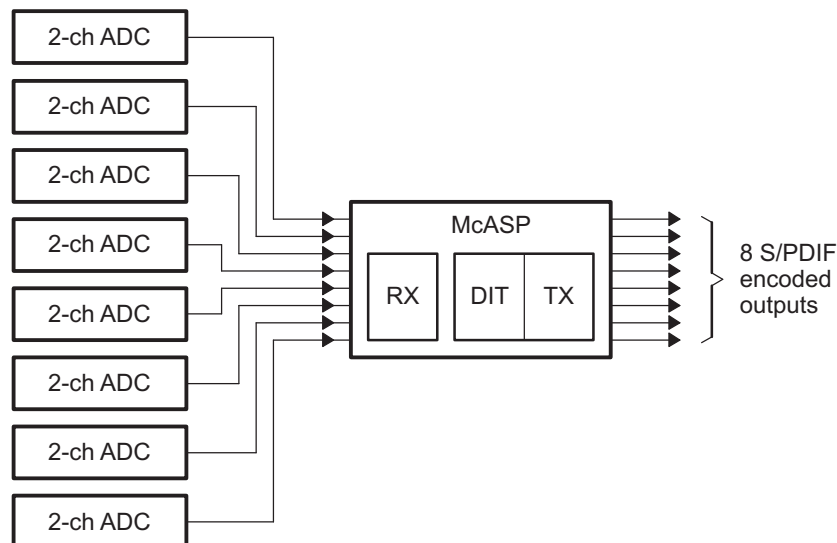 2-ch ADC
2-ch ADC
2-ch ADC
2-ch ADC
2-ch ADC
2-ch ADC
2-ch ADC
2-ch ADC
McASP
RX
DIT
TX
8 S/PDIF
encoded
outputs